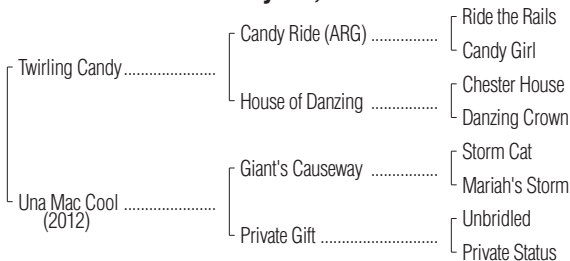 Ride the Rails
Candy Ride (ARG) ................
Candy Girl
Twirling Candy......................
Chester House
House of Danzing ................
Danzing Crown
Storm Cat
Giant's Causeway ................
Mariah's Storm
Una Mac Cool ......................
(2012)
Unbridled
Private Gift ............................
Private Status